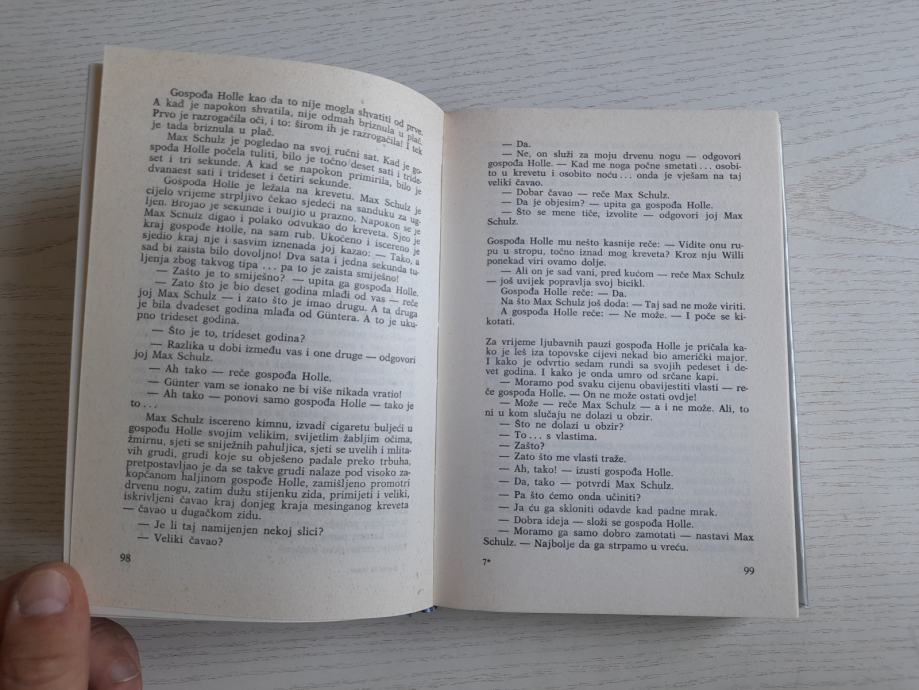 Gospođa Holle kao da to nije mogla shvatiti od prve.
A kad je napokon shvatila, nije odmah briznula u plač.
Prvo je razrogačila oči, i to: širom ih je razrogačila! I tek
je tada briznula u plač.
Max Schulz je pogledao na svoj ručni sat. Kad je go-
spođa Holle počela tuliti, bilo je točno deset sati i tride-
set i tri sekunde. A kad se napokon primirila, bilo je
dvanaest sati i trideset i četiri sekunde.
Gospođa Holle je ležala na krevetu. Max Schulz je
cijelo vrijeme strpljivo čekao sjedeći na sanduku za ug-
ljen. Brojao je sekunde i buljio u prazno. Napokon se je
Max Schulz digao i polako odvukao do kreveta. Sjeo je
kraj gospođe Holle, na sam rub. Ukočeno i iscereno je
sjedio kraj nje i sasvim iznenada joj kazao: — Tako, a
sad bi zaista bilo dovoljno! Dva sata i jedna sekunda tu-
ljenja zbog takvog tipa ... pa to je zaista smiješno!
— Zašto je to smiješno? — upita ga gospođa Holle.
— Zato što je bio deset godina mlađi od vas — reče
joj Max Schulz — i zato što je imao drugu. A ta druga
je bila dvadeset godina mlađa od Güntera. A to je uku-
pno trideset godina.
— Što je to, trideset godina?
— Razlika u dobi između vas i one druge — odgovori
joj Max Schulz.
— Ah tako — reče gospođa Holle.
— Günter vam se ionako ne bi više nikada vratio!
— Ah tako — ponovi samo gospođa Holle — tako je
to ...
Max Schulz iscereno kimnu, izvadi cigaretu buljeći u
gospođu Holle svojim velikim, svijetlim žabljim očima,
žmirnu, sjeti se sniježnih pahuljica, sjeti se uvelih i mlita-
vih grudi, grudi koje su obješeno padale preko trbuha,
pretpostavljao je da se takve grudi nalaze pod visoko za-
kopčanom haljinom gospođe Holle, zamišljeno promotri
drvenu nogu, zatim dužu stijenku zida, primijeti i veliki,
iskrivljeni čavao kraj donjeg kraja mesinganog kreveta
— čavao u dugačkom zidu.
— Je li taj namijenjen nekoj slici?
— Veliki čavao?
98
— Da.
— Ne, on služi za moju drvenu nogu — odgovori
gospođa Holle. — Kad me noga počne smetati ... osobi-
to u krevetu i osobito noću ... onda je vješam na taj
veliki čavao.
— Dobar čavao — reče Max Schulz.
— Da je objesim? — upita ga gospođa Holle.
— Što se mene tiče, izvolite — odgovori joj Max
Schulz.
Gospođa Holle mu nešto kasnije reče: — Vidite onu ru-
pu u stropu, točno iznad mog kreveta? Kroz nju Willi
ponekad viri ovamo dolje.
— Ali on je sad vani, pred kućom — reče Max Schulz
— još uvijek popravlja svoj bicikl.
Gospođa Holle reče: — Da.
Na što Max Schulz još doda: — Taj sad ne može viriti.
A gospođa Holle reče: — Ne može. — I poče se ki-
kotati.
Za vrijeme ljubavnih pauzi gospođa Holle je pričala ka-
ko je leš iza topovske cijevi nekad bio američki major.
I kako je odvrtio sedam rundi sa svojih pedeset i de-
vet godina. I kako je onda umro od srčane kapi.
— Moramo pod svaku cijenu obavijestiti vlasti — re-
če gospođa Holle. — On ne može ostati ovdje!
— Može — reče Max Schulz — a i ne može. Ali, to
ni u kom slučaju ne dolazi u obzir.
— Što ne dolazi u obzir?
— To ... s vlastima.
— Zašto?
— Zato što me vlasti traže.
— Ah, tako! — izusti gospođa Holle.
— Da, tako — potvrdi Max Schulz.
— Pa što ćemo onda učiniti?
— Ja ću ga skloniti odavde kad padne mrak.
— Dobra ideja — složi se gospođa Holle.
— Moramo ga samo dobro zamotati — nastavi Max
Schulz. — Najbolje da ga strpamo u vreću.
7*
99